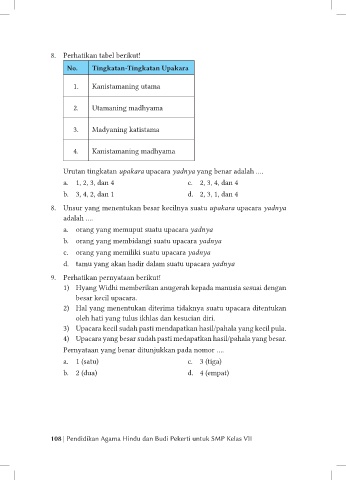 8. Perhatikan tabel berikut!
No. Tingkatan-Tingkatan Upakara
1. Kanistamaning utama
2. Utamaning madhyama
3. Madyaning katistama
4. Kanistamaning madhyama
Urutan tingkatan upakara upacara yadnya yang benar adalah ....
a. 1, 2, 3, dan 4 c. 2, 3, 4, dan 4
b. 3, 4, 2, dan 1 d. 2, 3, 1, dan 4
8. Unsur yang menentukan besar kecilnya suatu upakara upacara yadnya
adalah ....
a. orang yang memuput suatu upacara yadnya
b. orang yang membidangi suatu upacara yadnya
c. orang yang memiliki suatu upacara yadnya
d. tamu yang akan hadir dalam suatu upacara yadnya
9. Perhatikan pernyataan berikut!
1) Hyang Widhi memberikan anugerah kepada manusia sesuai dengan
besar kecil upacara.
2) Hal yang menentukan diterima tidaknya suatu upacara ditentukan
oleh hati yang tulus ikhlas dan kesucian diri.
3) Upacara kecil sudah pasti mendapatkan hasil/pahala yang kecil pula.
4) Upacara yang besar sudah pasti medapatkan hasil/pahala yang besar.
Pernyataan yang benar ditunjukkan pada nomor ....
a. 1 (satu) c. 3 (tiga)
b. 2 (dua) d. 4 (empat)
108 | Pendidikan Agama Hindu dan Budi Pekerti untuk SMP Kelas VII